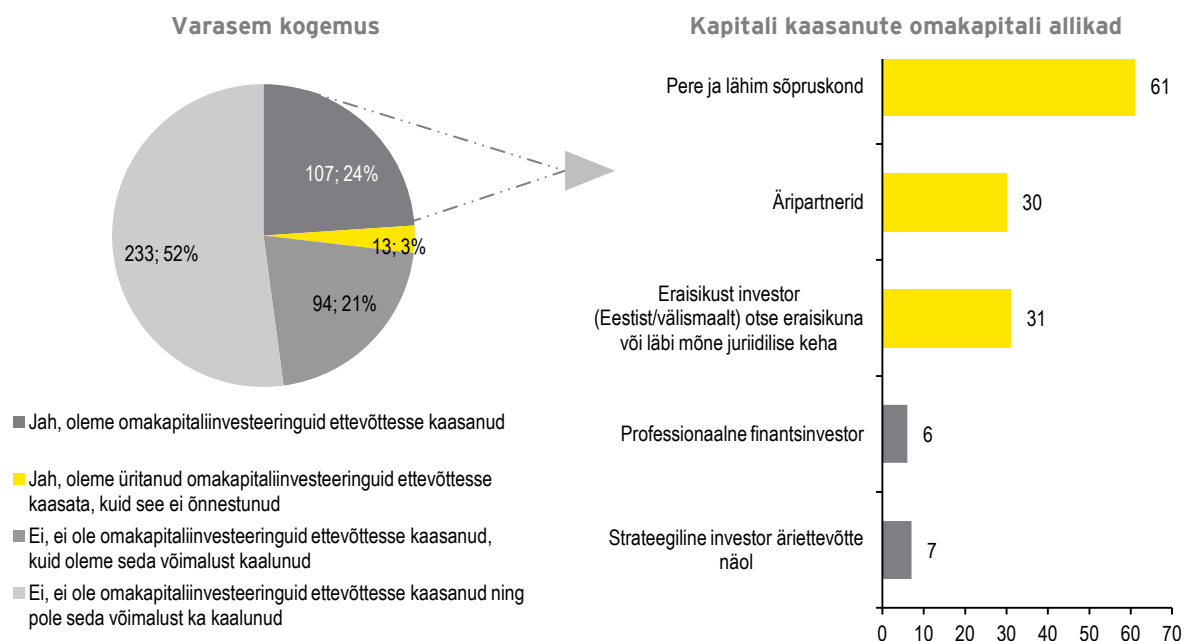 Varasem kogemus
107; 24%
13; 3%
94; 21%
233; 52%
Jah, oleme omakapitaliinvesteeringuid ettevõttesse kaasanud
Jah, oleme üritanud omakapitaliinvesteeringuid ettevõttesse
kaasata, kuid see ei õnnestunud
Ei, ei ole omakapitaliinvesteeringuid ettevõttesse kaasanud,
kuid oleme seda võimalust kaalunud
Ei, ei ole omakapitaliinvesteeringuid ettevõttesse kaasanud ning
pole seda võimalust ka kaalunud
Kapitali kaasanute omakapitali allikad
Pere ja lähim sõpruskond
61
Äripartnerid
30
Eraisikust investor
(Eestist/välismaalt) otse eraisikuna
või läbi mõne juriidilise keha
31
Professionaalne finantsinvestor
6
Strateegiline investor äriettevõtte
näol
7
0 10 20 30 40 50 60 70